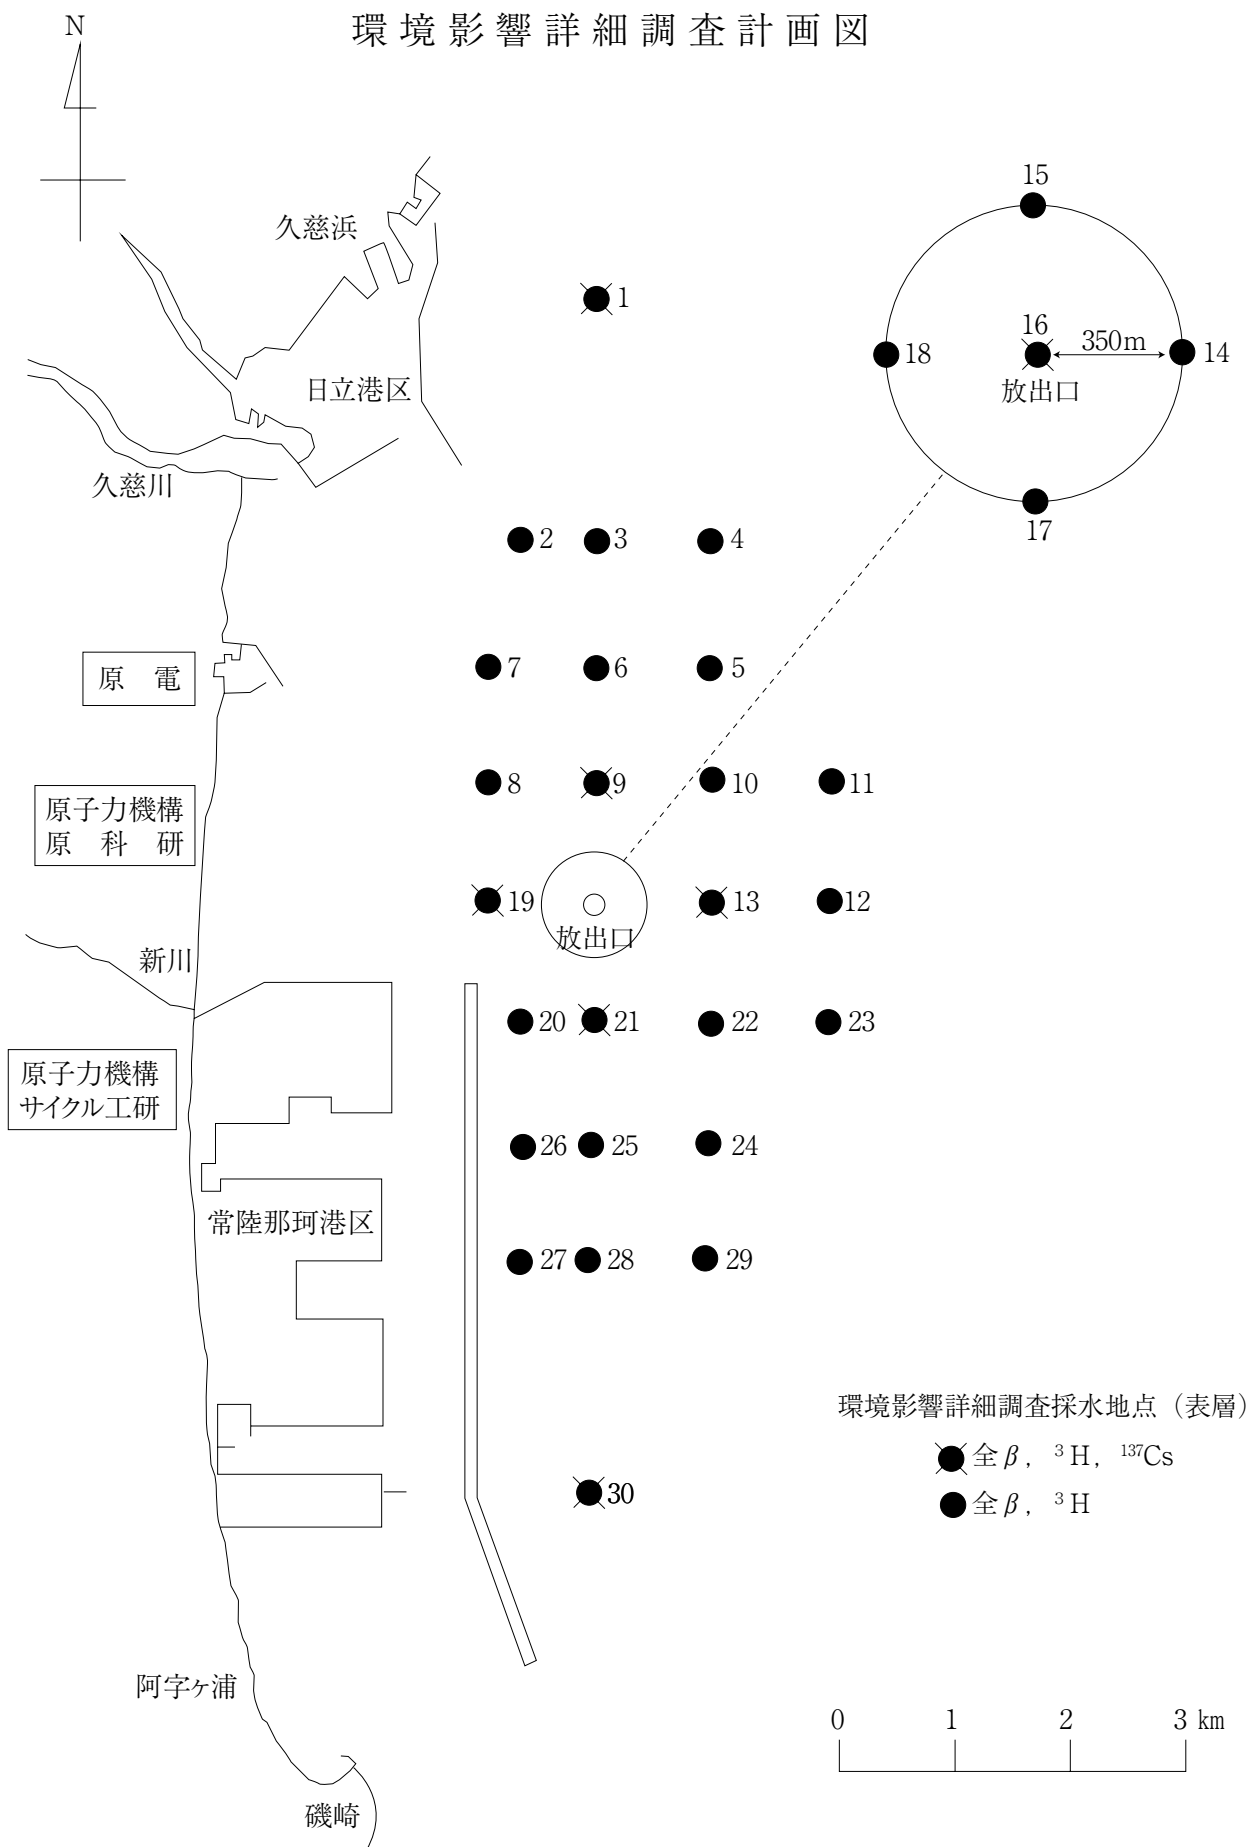 環境影響詳細調査計画図
N
15
久慈浜
1
16
350m
18
14
放出口
日立港区
久慈川
17
2
3
4
原 電
7
6
5
原子力機構
原 科 研
8
9
10
11
19
13
12
放出口
新川
20
21
22
23
原子力機構
サイクル工研
26
25
24
常陸那珂港区
27
28
29
環境影響詳細調査採水地点（表層）
全β， ³H， ¹³⁷Cs
全β， ³H
30
阿字ヶ浦
0 1 2 3 km
磯崎